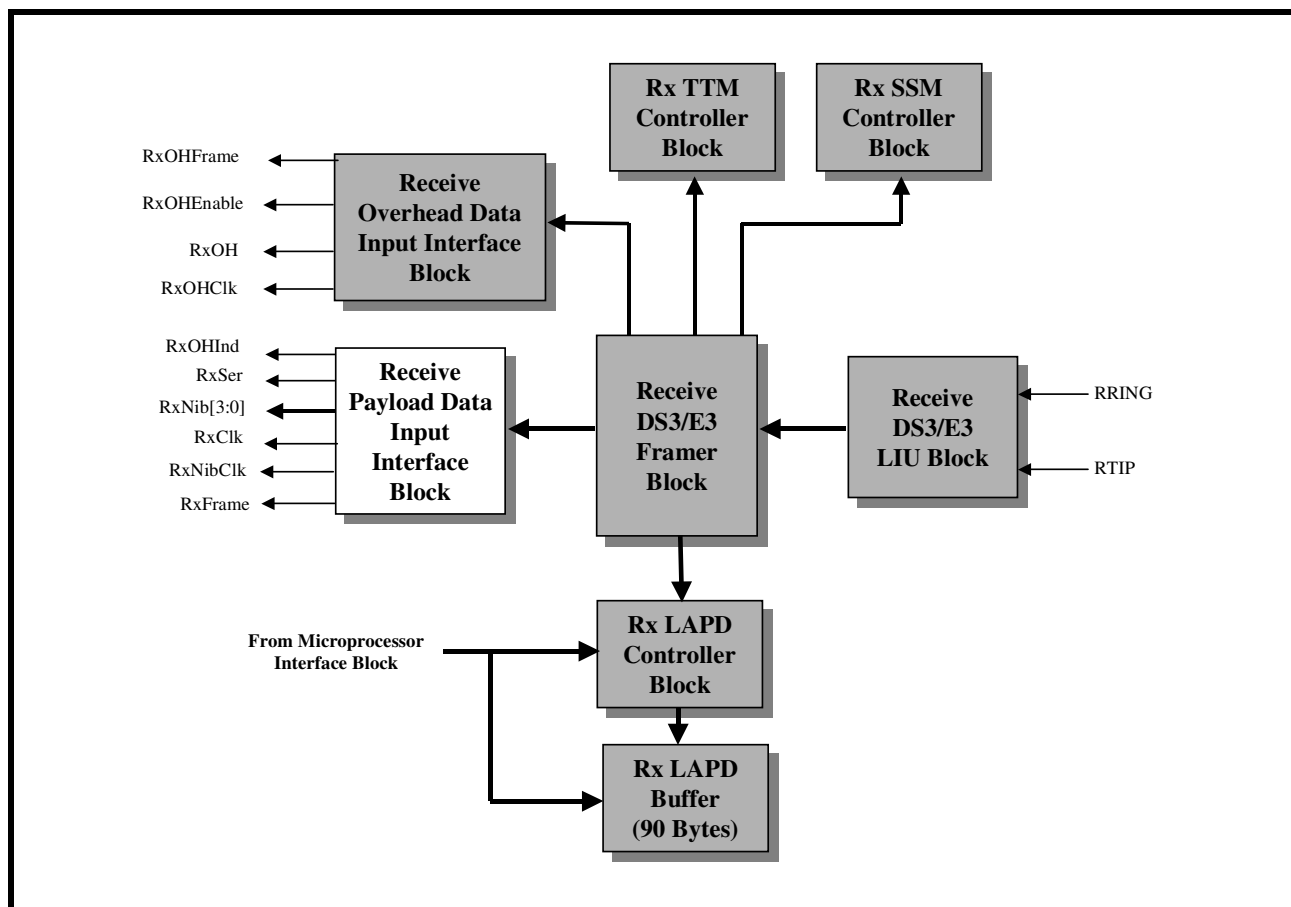 Rx TTM
Controller
Block
Rx SSM
Controller
Block
RxOHFrame
RxOHEnable
RxOH
RxOHClk
Receive
Overhead Data
Input Interface
Block
RxOHInd
RxSer
RxNib[3:0]
RxClk
RxNibClk
RxFrame
Receive
Payload Data
Input
Interface
Block
Receive
DS3/E3
Framer
Block
Receive
DS3/E3
LIU Block
RRING
RTIP
From Microprocessor
Interface Block
Rx LAPD
Controller
Block
Rx LAPD
Buffer
(90 Bytes)